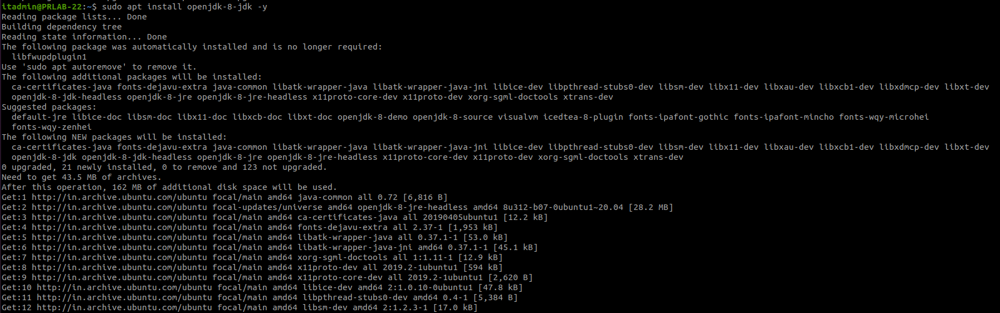 itadmin@PRLAB-22:~$ sudo apt install openjdk-8-jdk -y
Reading package lists... Done
Building dependency tree
Reading state information... Done
The following package was automatically installed and is no longer required:
  libfwupdplugin1
Use 'sudo apt autoremove' to remove it.
The following additional packages will be installed:
  ca-certificates-java fonts-dejavu-extra java-common libatk-wrapper-java libatk-wrapper-java-jni libice-dev libpthread-stubs0-dev libsm-dev libx11-dev libxau-dev libxcb1-dev libxdmcp-dev libxt-dev
  openjdk-8-jdk-headless openjdk-8-jre openjdk-8-jre-headless x11proto-core-dev x11proto-dev xorg-sgml-doctools xtrans-dev
Suggested packages:
  default-jre libice-doc libsm-doc libx11-doc libxcb-doc libxt-doc openjdk-8-demo openjdk-8-source visualvm icedtea-8-plugin fonts-ipafont-gothic fonts-ipafont-mincho fonts-wqy-microhei
  fonts-wqy-zenhei
The following NEW packages will be installed:
  ca-certificates-java fonts-dejavu-extra java-common libatk-wrapper-java libatk-wrapper-java-jni libice-dev libpthread-stubs0-dev libsm-dev libx11-dev libxau-dev libxcb1-dev libxdmcp-dev libxt-dev
  openjdk-8-jdk openjdk-8-jdk-headless openjdk-8-jre openjdk-8-jre-headless x11proto-core-dev x11proto-dev xorg-sgml-doctools xtrans-dev
0 upgraded, 21 newly installed, 0 to remove and 123 not upgraded.
Need to get 43.5 MB of archives.
After this operation, 162 MB of additional disk space will be used.
Get:1 http://in.archive.ubuntu.com/ubuntu focal/main amd64 java-common all 0.72 [6,816 B]
Get:2 http://in.archive.ubuntu.com/ubuntu focal-updates/universe amd64 openjdk-8-jre-headless amd64 8u312-b07-0ubuntu1~20.04 [28.2 MB]
Get:3 http://in.archive.ubuntu.com/ubuntu focal/main amd64 ca-certificates-java all 20190405ubuntu1 [12.2 kB]
Get:4 http://in.archive.ubuntu.com/ubuntu focal/main amd64 fonts-dejavu-extra all 2.37-1 [1,953 kB]
Get:5 http://in.archive.ubuntu.com/ubuntu focal/main amd64 libatk-wrapper-java all 0.37.1-1 [53.0 kB]
Get:6 http://in.archive.ubuntu.com/ubuntu focal/main amd64 libatk-wrapper-java-jni amd64 0.37.1-1 [45.1 kB]
Get:7 http://in.archive.ubuntu.com/ubuntu focal/main amd64 xorg-sgml-doctools all 1:1.11-1 [12.9 kB]
Get:8 http://in.archive.ubuntu.com/ubuntu focal/main amd64 x11proto-dev all 2019.2-1ubuntu1 [594 kB]
Get:9 http://in.archive.ubuntu.com/ubuntu focal/main amd64 x11proto-core-dev all 2019.2-1ubuntu1 [2,620 B]
Get:10 http://in.archive.ubuntu.com/ubuntu focal/main amd64 libice-dev amd64 2:1.0.10-0ubuntu1 [47.8 kB]
Get:11 http://in.archive.ubuntu.com/ubuntu focal/main amd64 libpthread-stubs0-dev amd64 0.4-1 [5,384 B]
Get:12 http://in.archive.ubuntu.com/ubuntu focal/main amd64 libsm-dev amd64 2:1.2.3-1 [17.0 kB]